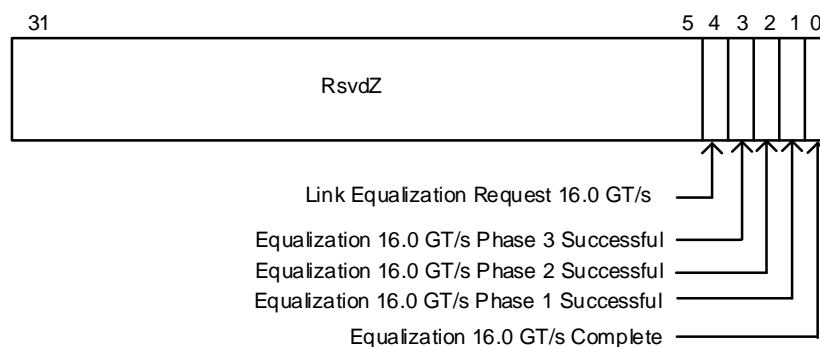 31 5 4 3 2 1 0
RsvdZ
Link Equalization Request 16.0 GT/s
Equalization 16.0 GT/s Phase 3 Successful
Equalization 16.0 GT/s Phase 2 Successful
Equalization 16.0 GT/s Phase 1 Successful
Equalization 16.0 GT/s Complete